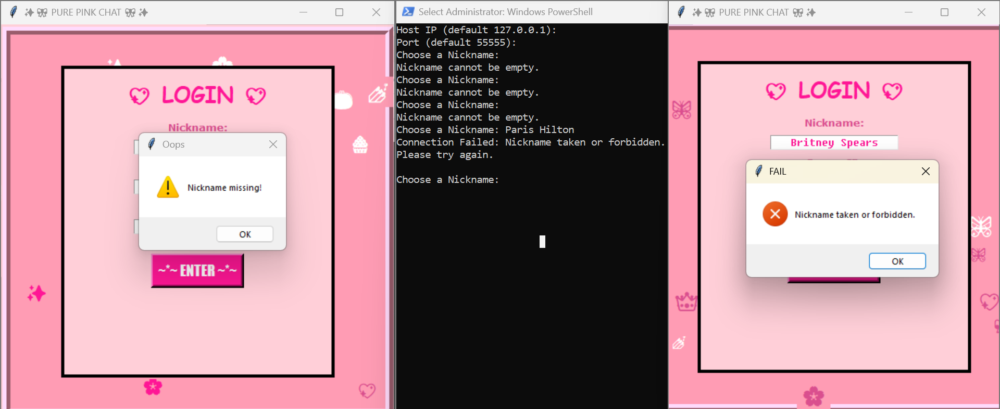 PURE PINK CHAT
LOGIN
Nickname:
Oops
Nickname missing!
OK
~*~ ENTER ~*~
Select Administrator: Windows PowerShell
Host IP (default 127.0.0.1):
Port (default 55555):
Choose a Nickname:
Nickname cannot be empty.
Choose a Nickname:
Nickname cannot be empty.
Choose a Nickname:
Nickname cannot be empty.
Choose a Nickname: Paris Hilton
Connection Failed: Nickname taken or forbidden.
Please try again.
Choose a Nickname:
PURE PINK CHAT
LOGIN
Nickname:
Britney Spears
FAIL
Nickname taken or forbidden.
OK